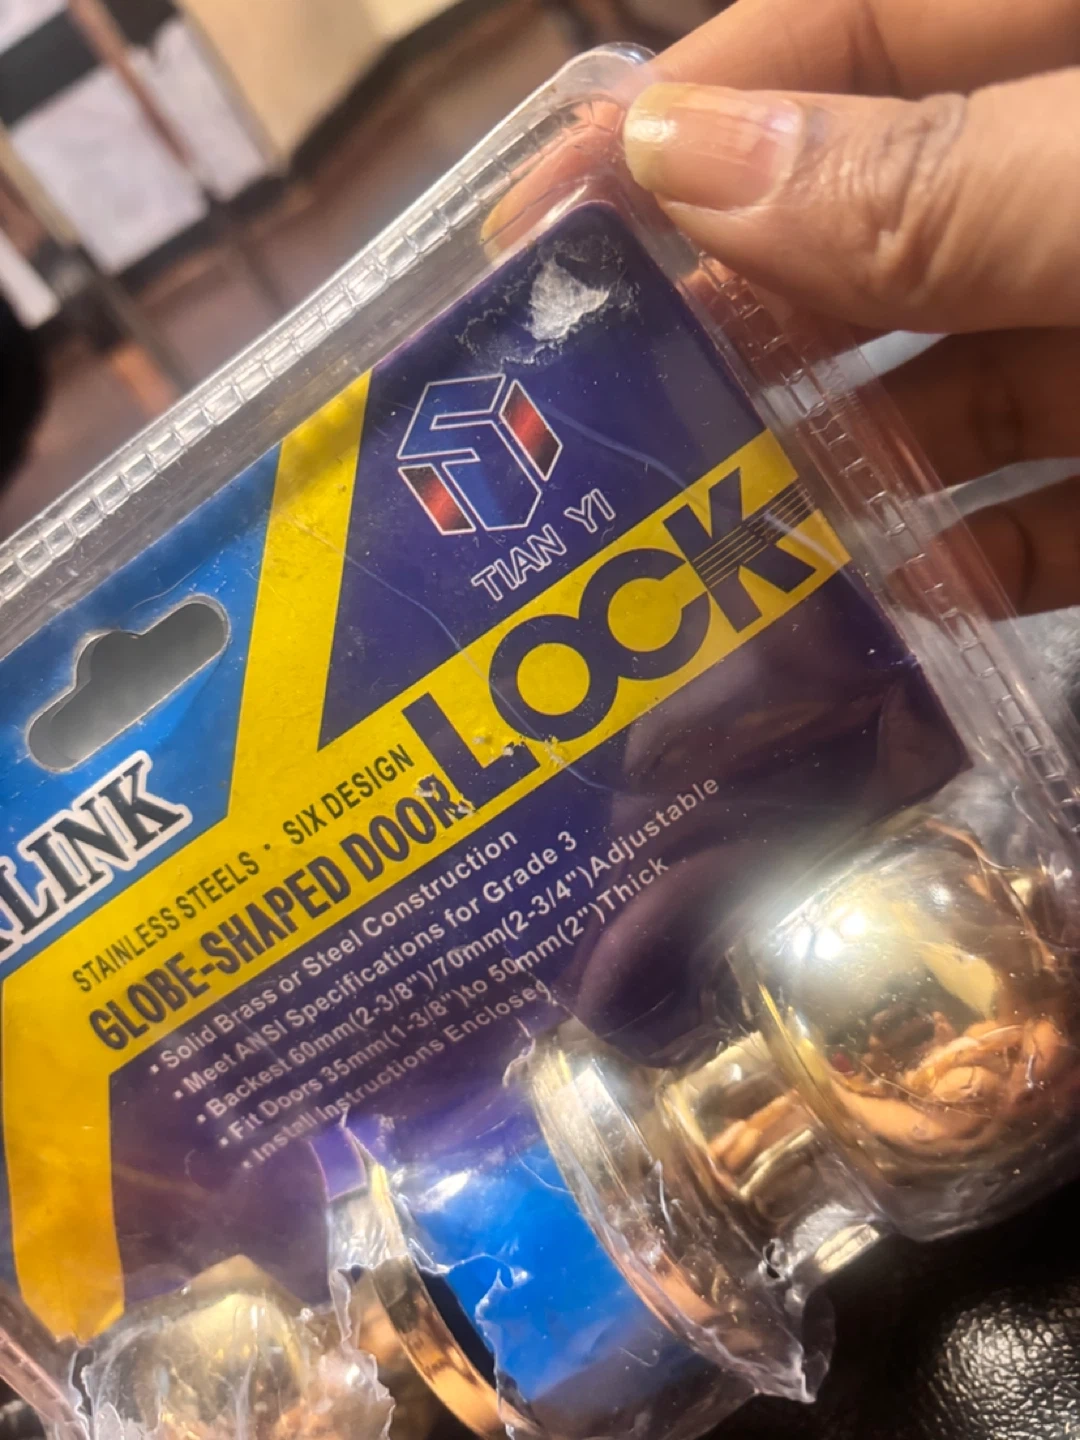 TIAN YI
LOCK
LINK
STAINLESS STEELS · SIX DESIGN
GLOBE-SHAPED DOOR
• Solid Brass or Steel Construction
• Meet ANSI Specifications for Grade 3
• Backest 60mm(2-3/8")/70mm(2-3/4")Adjustable
• Fit Doors 35mm(1-3/8")to 50mm(2")Thick
• Install Instructions Enclosed